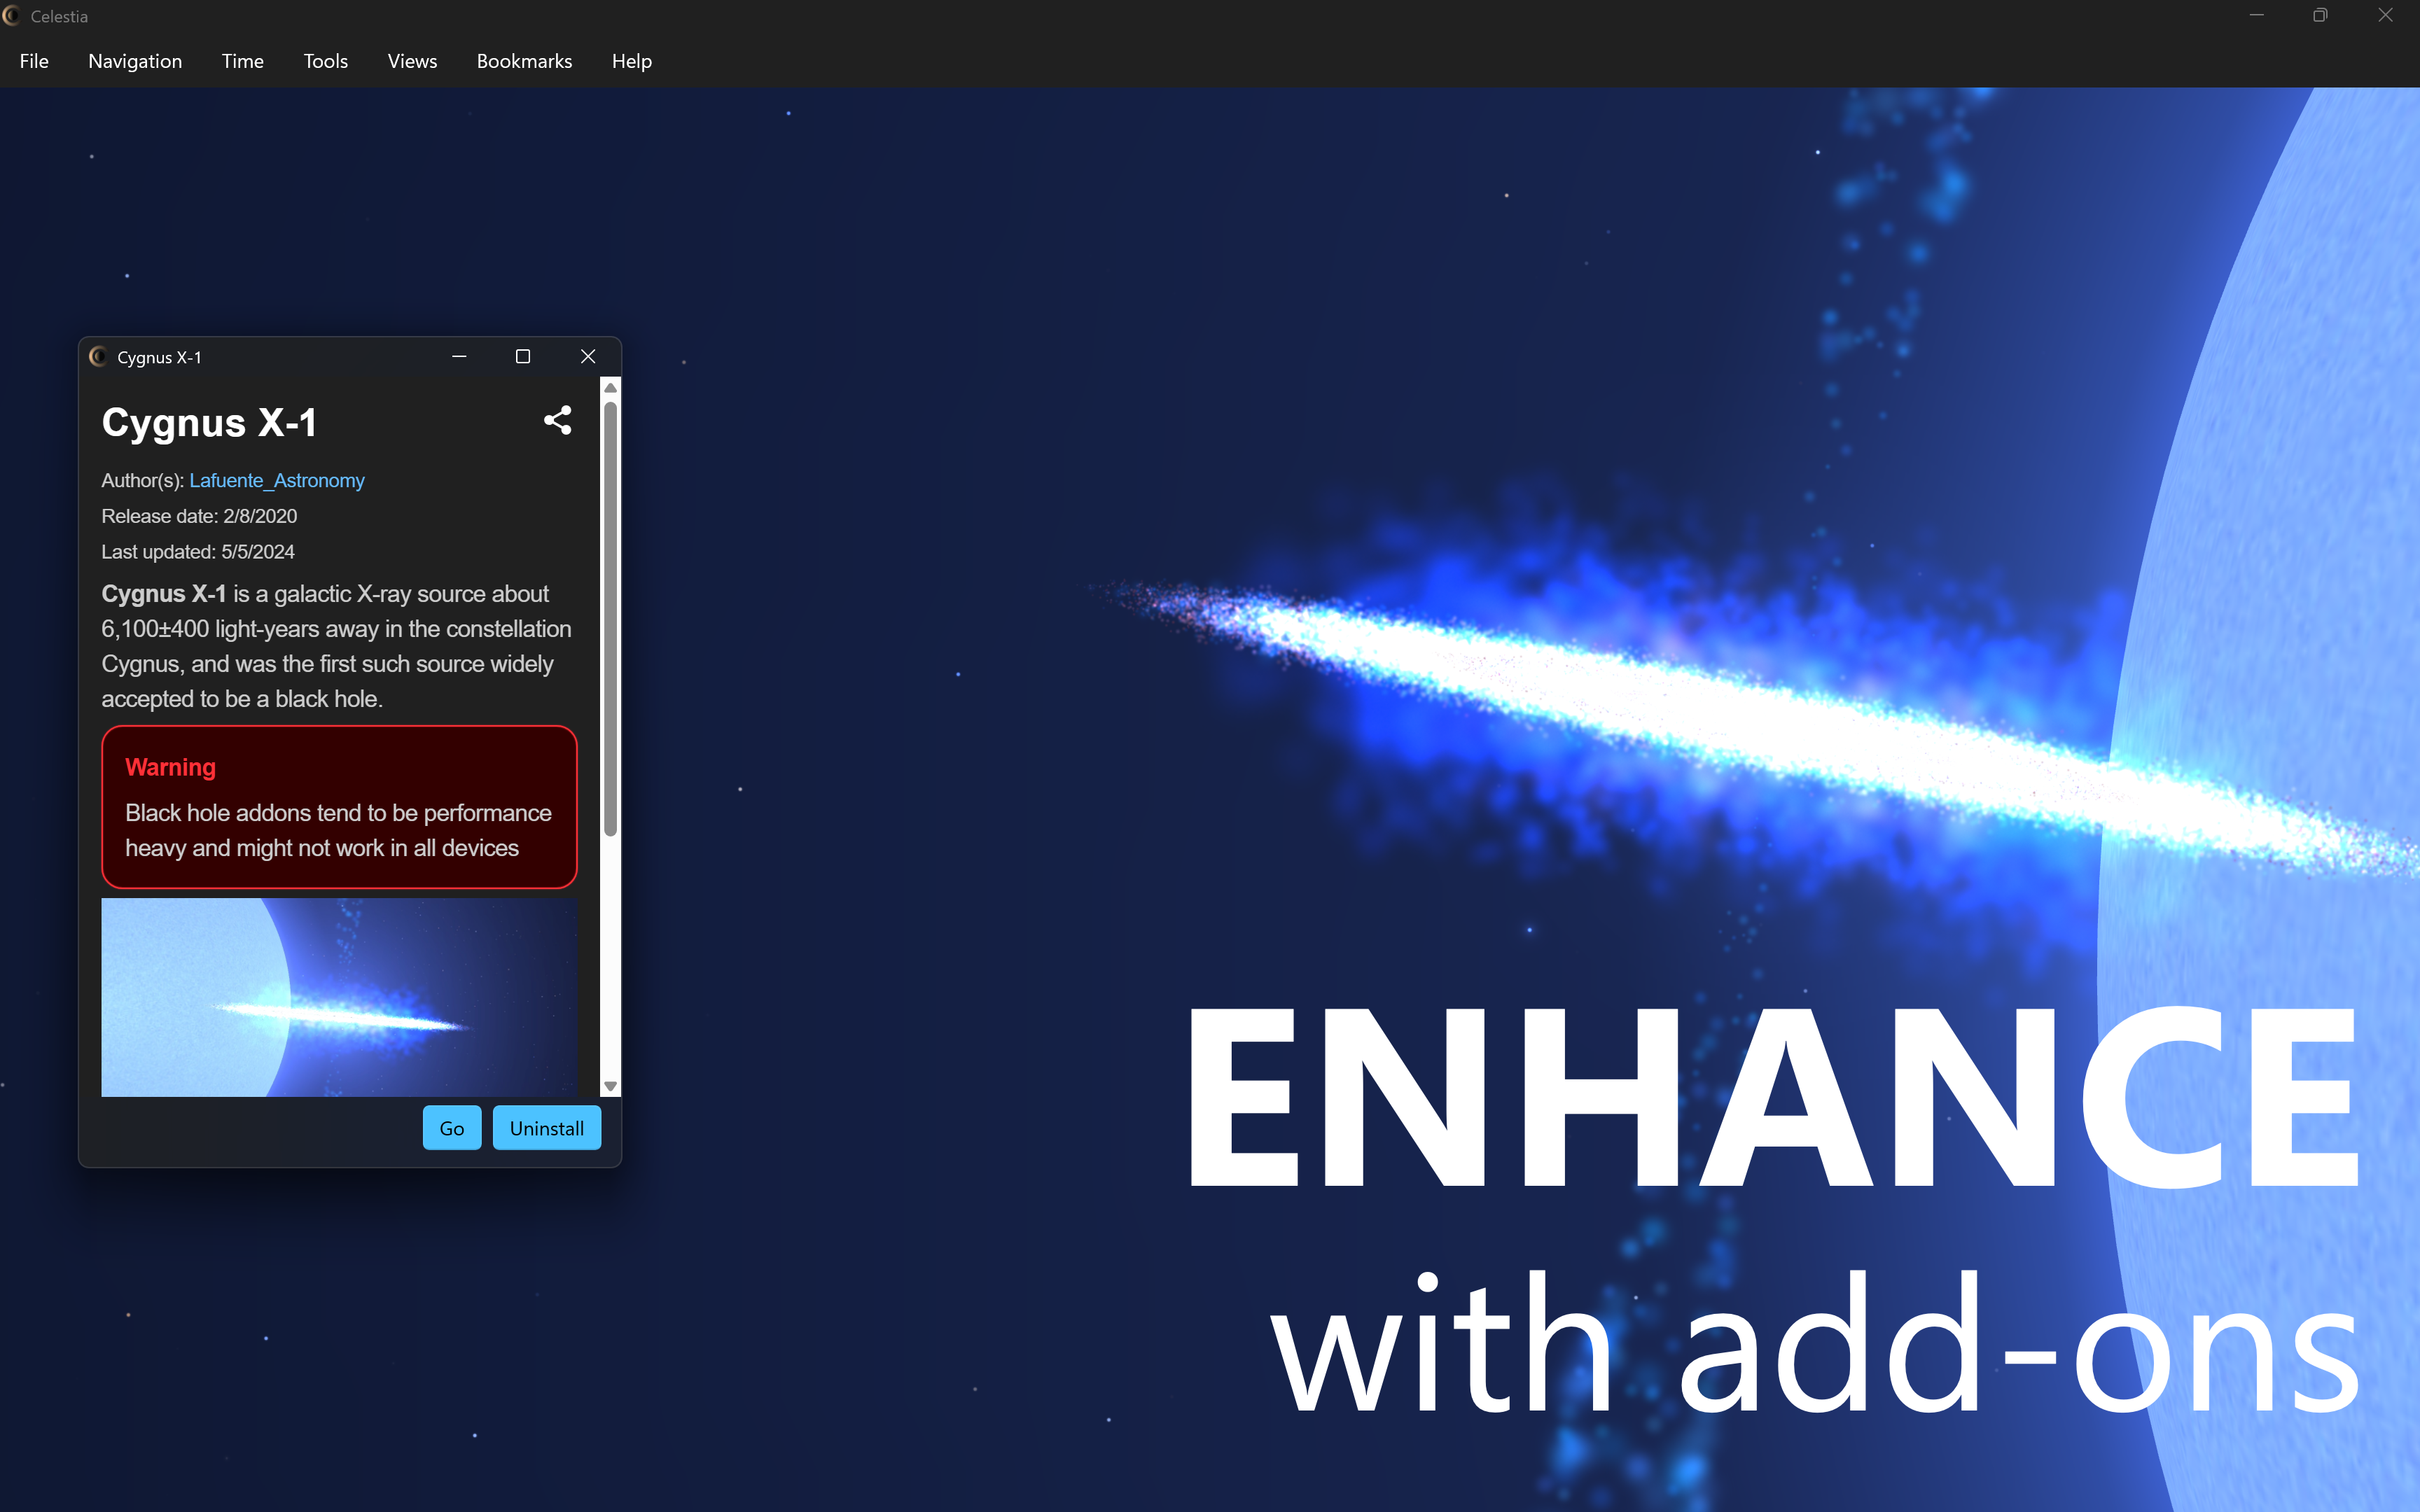 Celestia
File Navigation Time Tools Views Bookmarks Help
Cygnus X-1
Cygnus X-1
Author(s): Lafuente_Astronomy
Release date: 2/8/2020
Last updated: 5/5/2024
Cygnus X-1 is a galactic X-ray source about
6,100±400 light-years away in the constellation
Cygnus, and was the first such source widely
accepted to be a black hole.
Warning
Black hole addons tend to be performance
heavy and might not work in all devices
Go Uninstall
ENHANCE
with add-ons